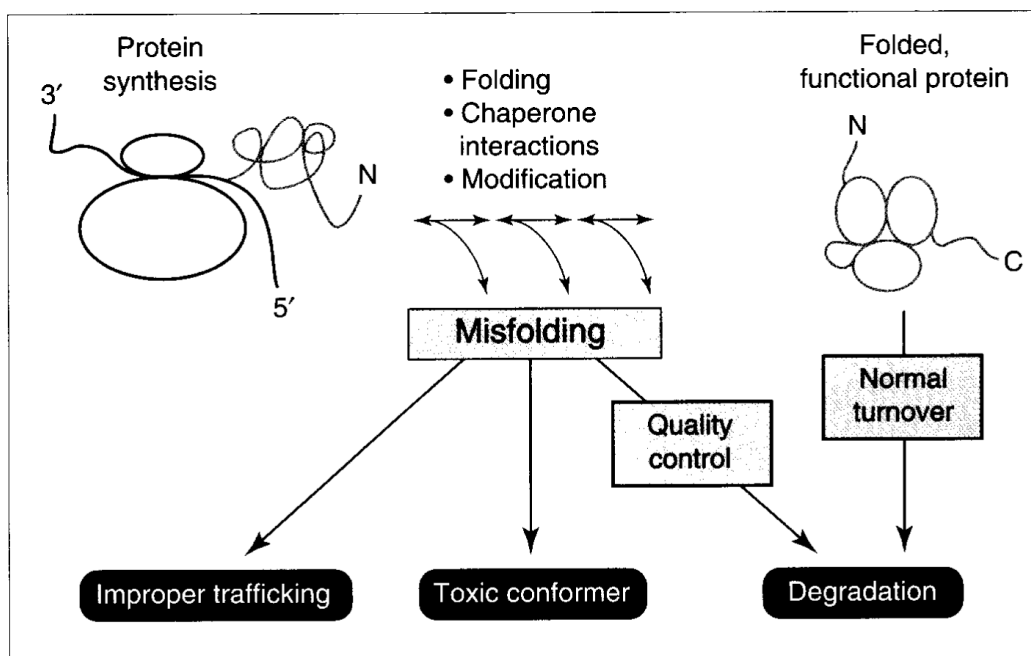 Protein
synthesis
3′
N
5′
• Folding
• Chaperone
interactions
• Modification
Folded,
functional protein
N
C
Misfolding
Normal
turnover
Quality
control
Improper trafficking
Toxic conformer
Degradation